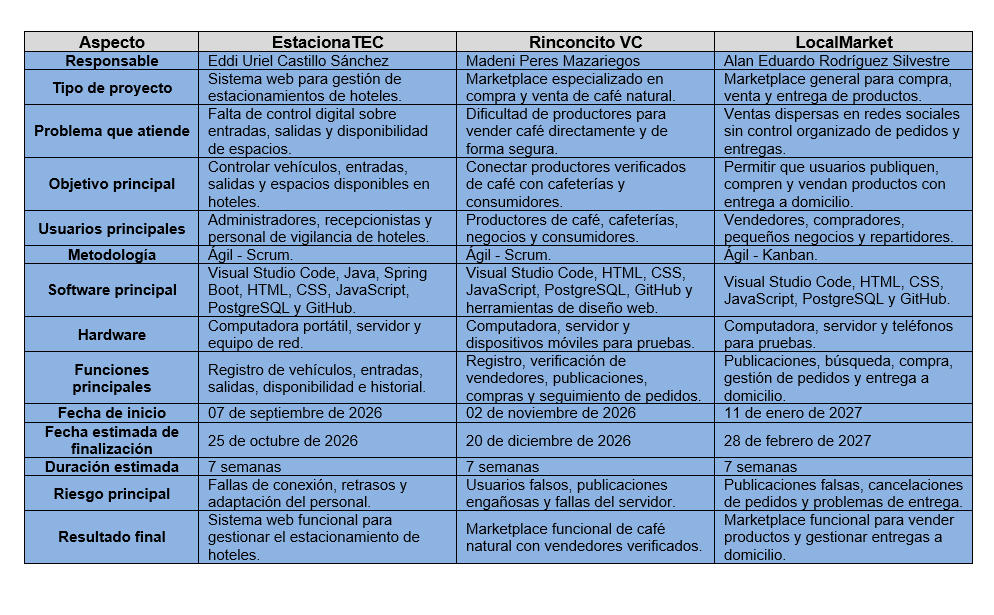 Aspecto
EstacionaTEC
Rinconcito VC
LocalMarket
Responsable
Eddi Uriel Castillo Sánchez
Madeni Peres Mazariegos
Alan Eduardo Rodríguez Silvestre
Tipo de proyecto
Sistema web para gestión de
estacionamientos de hoteles.
Marketplace especializado en
compra y venta de café natural.
Marketplace general para compra,
venta y entrega de productos.
Problema que atiende
Falta de control digital sobre
entradas, salidas y disponibilidad
de espacios.
Dificultad de productores para
vender café directamente y de
forma segura.
Ventas dispersas en redes sociales
sin control organizado de pedidos y
entregas.
Objetivo principal
Controlar vehículos, entradas,
salidas y espacios disponibles en
hoteles.
Conectar productores verificados
de café con cafeterías y
consumidores.
Permitir que usuarios publiquen,
compren y vendan productos con
entrega a domicilio.
Usuarios principales
Administradores, recepcionistas y
personal de vigilancia de hoteles.
Productores de café, cafeterías,
negocios y consumidores.
Vendedores, compradores,
pequeños negocios y repartidores.
Metodología
Ágil - Scrum.
Ágil - Scrum.
Ágil - Kanban.
Software principal
Visual Studio Code, Java, Spring
Boot, HTML, CSS, JavaScript,
PostgreSQL y GitHub.
Visual Studio Code, HTML, CSS,
JavaScript, PostgreSQL, GitHub y
herramientas de diseño web.
Visual Studio Code, HTML, CSS,
JavaScript, PostgreSQL y GitHub.
Hardware
Computadora portátil, servidor y
equipo de red.
Computadora, servidor y
dispositivos móviles para pruebas.
Computadora, servidor y teléfonos
para pruebas.
Funciones
principales
Registro de vehículos, entradas,
salidas, disponibilidad e historial.
Registro, verificación de
vendedores, publicaciones,
compras y seguimiento de pedidos.
Publicaciones, búsqueda, compra,
gestión de pedidos y entrega a
domicilio.
Fecha de inicio
07 de septiembre de 2026
02 de noviembre de 2026
11 de enero de 2027
Fecha estimada de
finalización
25 de octubre de 2026
20 de diciembre de 2026
28 de febrero de 2027
Duración estimada
7 semanas
7 semanas
7 semanas
Riesgo principal
Fallas de conexión, retrasos y
adaptación del personal.
Usuarios falsos, publicaciones
engañosas y fallas del servidor.
Publicaciones falsas, cancelaciones
de pedidos y problemas de entrega.
Resultado final
Sistema web funcional para
gestionar el estacionamiento de
hoteles.
Marketplace funcional de café
natural con vendedores verificados.
Marketplace funcional para vender
productos y gestionar entregas a
domicilio.